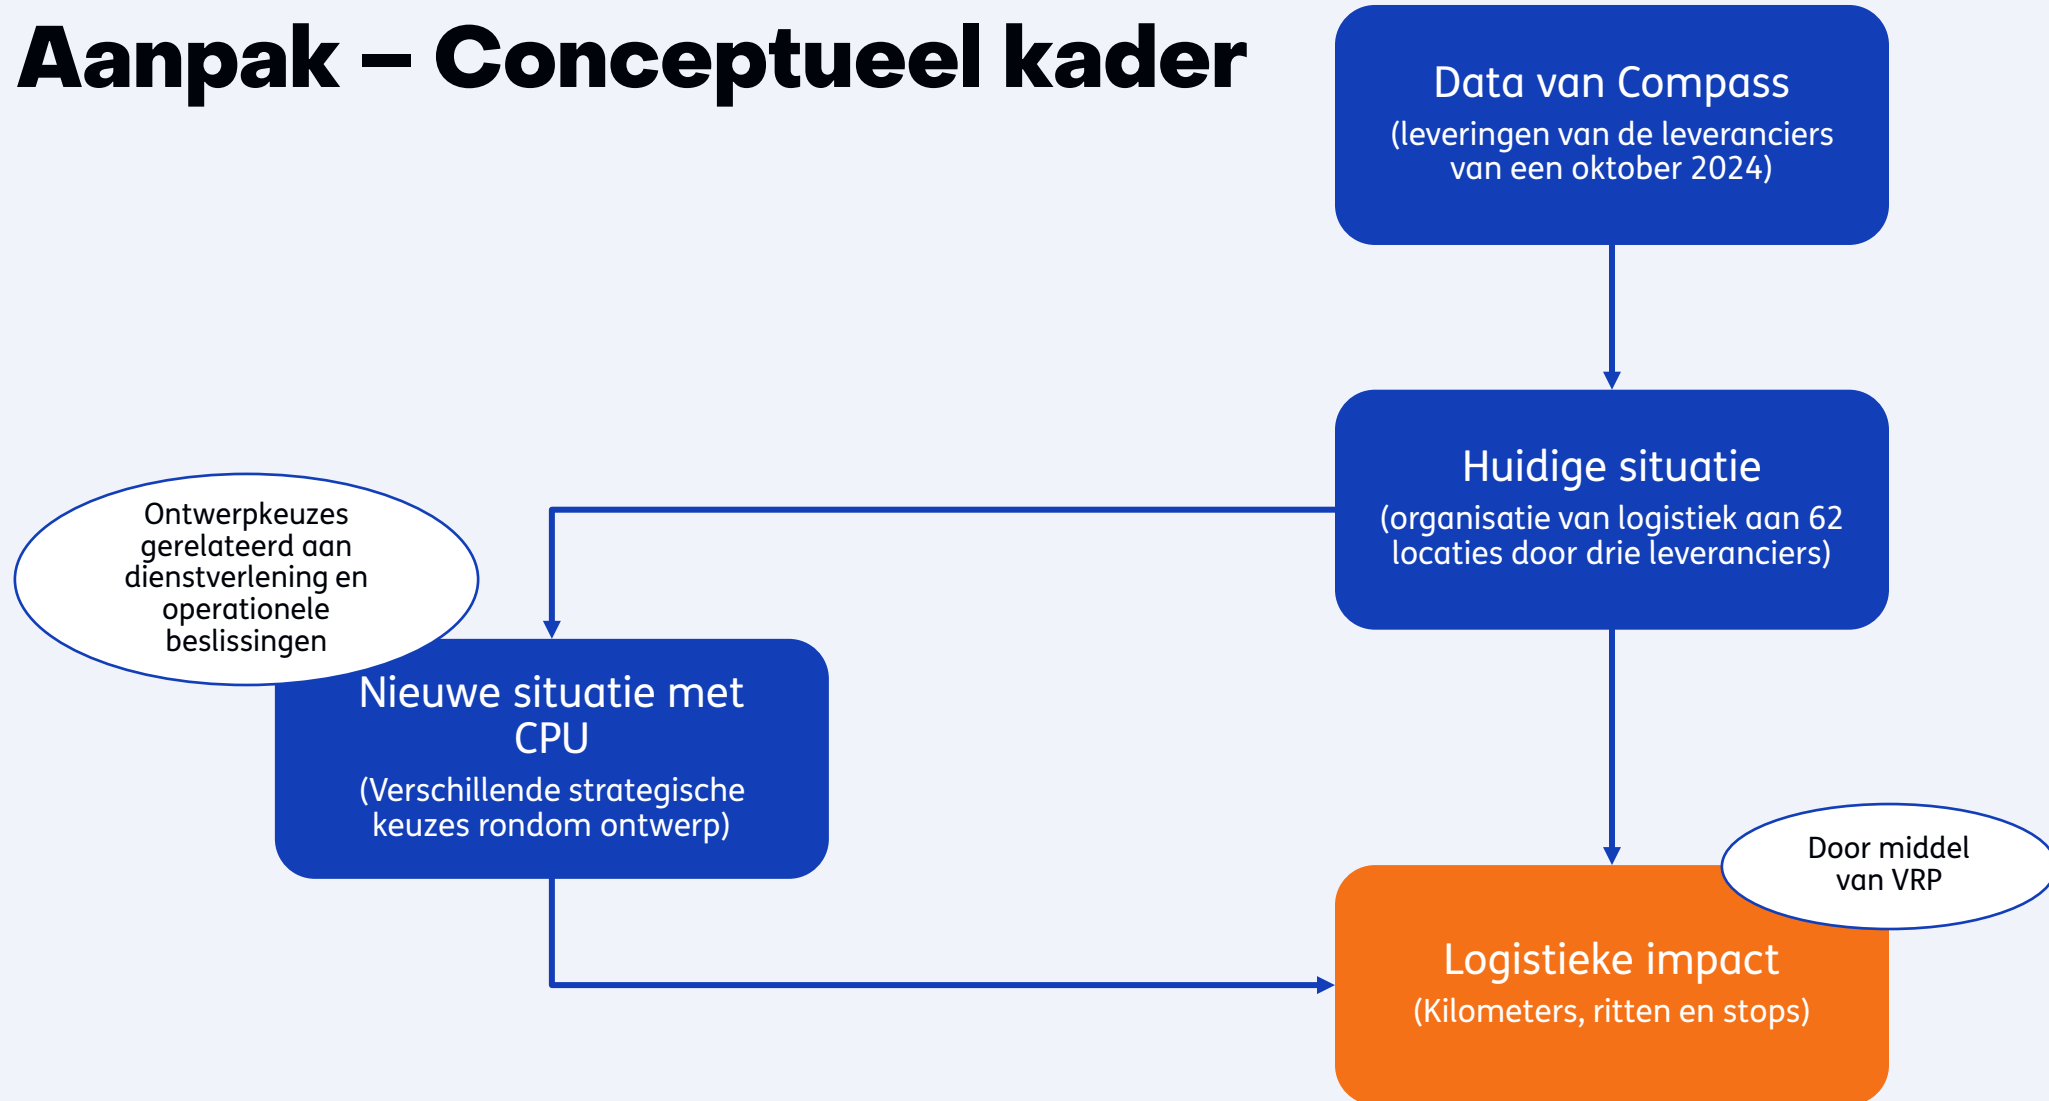 Aanpak – Conceptueel kader
Data van Compass
(leveringen van de leveranciers
van een oktober 2024)
Huidige situatie
(organisatie van logistiek aan 62
locaties door drie leveranciers)
Ontwerpkeuzes
gerelateerd aan
dienstverlening en
operationele
beslissingen
Nieuwe situatie met
CPU
(Verschillende strategische
keuzes rondom ontwerp)
Door middel
van VRP
Logistieke impact
(Kilometers, ritten en stops)